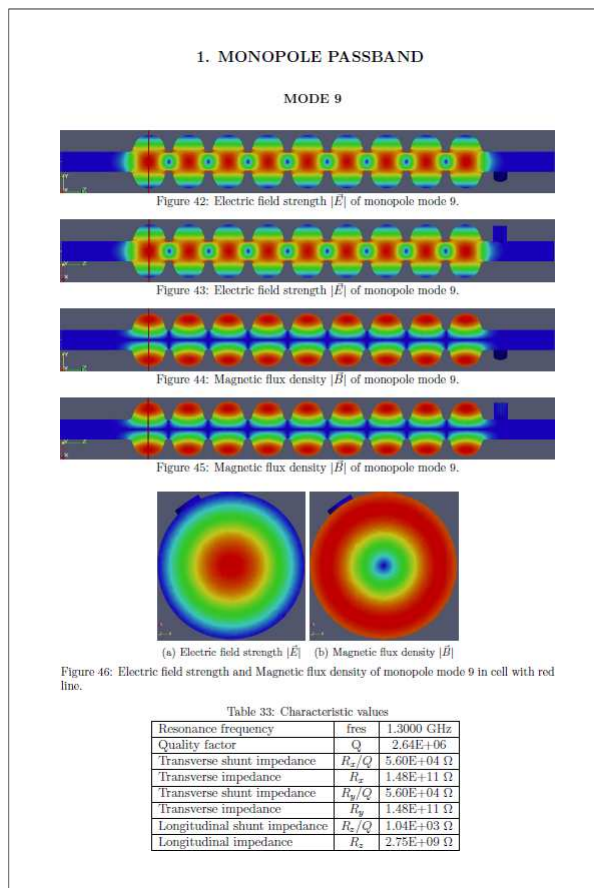 1. MONOPOLE PASSBAND
MODE 9
Figure 42: Electric field strength |E⃗| of monopole mode 9.
Figure 43: Electric field strength |E⃗| of monopole mode 9.
Figure 44: Magnetic flux density |B⃗| of monopole mode 9.
Figure 45: Magnetic flux density |B⃗| of monopole mode 9.
(a) Electric field strength |E⃗| (b) Magnetic flux density |B⃗|
Figure 46: Electric field strength and Magnetic flux density of monopole mode 9 in cell with red
line.
Table 33: Characteristic values
Resonance frequency fres 1.3000 GHz
Quality factor Q 2.64E+06
Transverse shunt impedance Rx/Q 5.60E+04 Ω
Transverse impedance Rx 1.48E+11 Ω
Transverse shunt impedance Ry/Q 5.60E+04 Ω
Transverse impedance Ry 1.48E+11 Ω
Longitudinal shunt impedance Rz/Q 1.04E+03 Ω
Longitudinal impedance Rz 2.75E+09 Ω